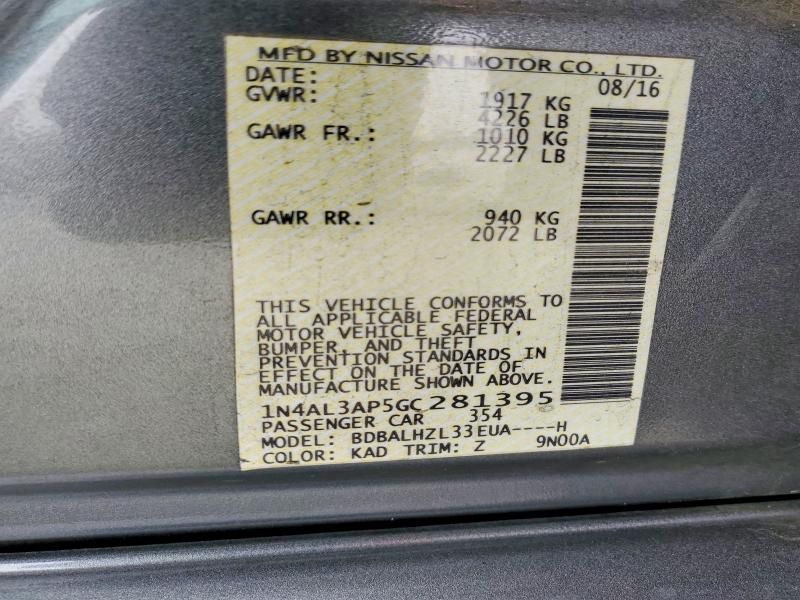 MFD BY NISSAN MOTOR CO., LTD.
DATE: 08/16
GVWR: 1917 KG
4226 LB
GAWR FR.: 1010 KG
2227 LB
GAWR RR.: 940 KG
2072 LB
THIS VEHICLE CONFORMS TO
ALL APPLICABLE FEDERAL
MOTOR VEHICLE SAFETY,
BUMPER, AND THEFT
PREVENTION STANDARDS IN
EFFECT ON THE DATE OF
MANUFACTURE SHOWN ABOVE.
1N4AL3AP5GC281395
PASSENGER CAR 354
MODEL: BDBALHZL33EUA----H
COLOR: KAD TRIM: Z 9N00A